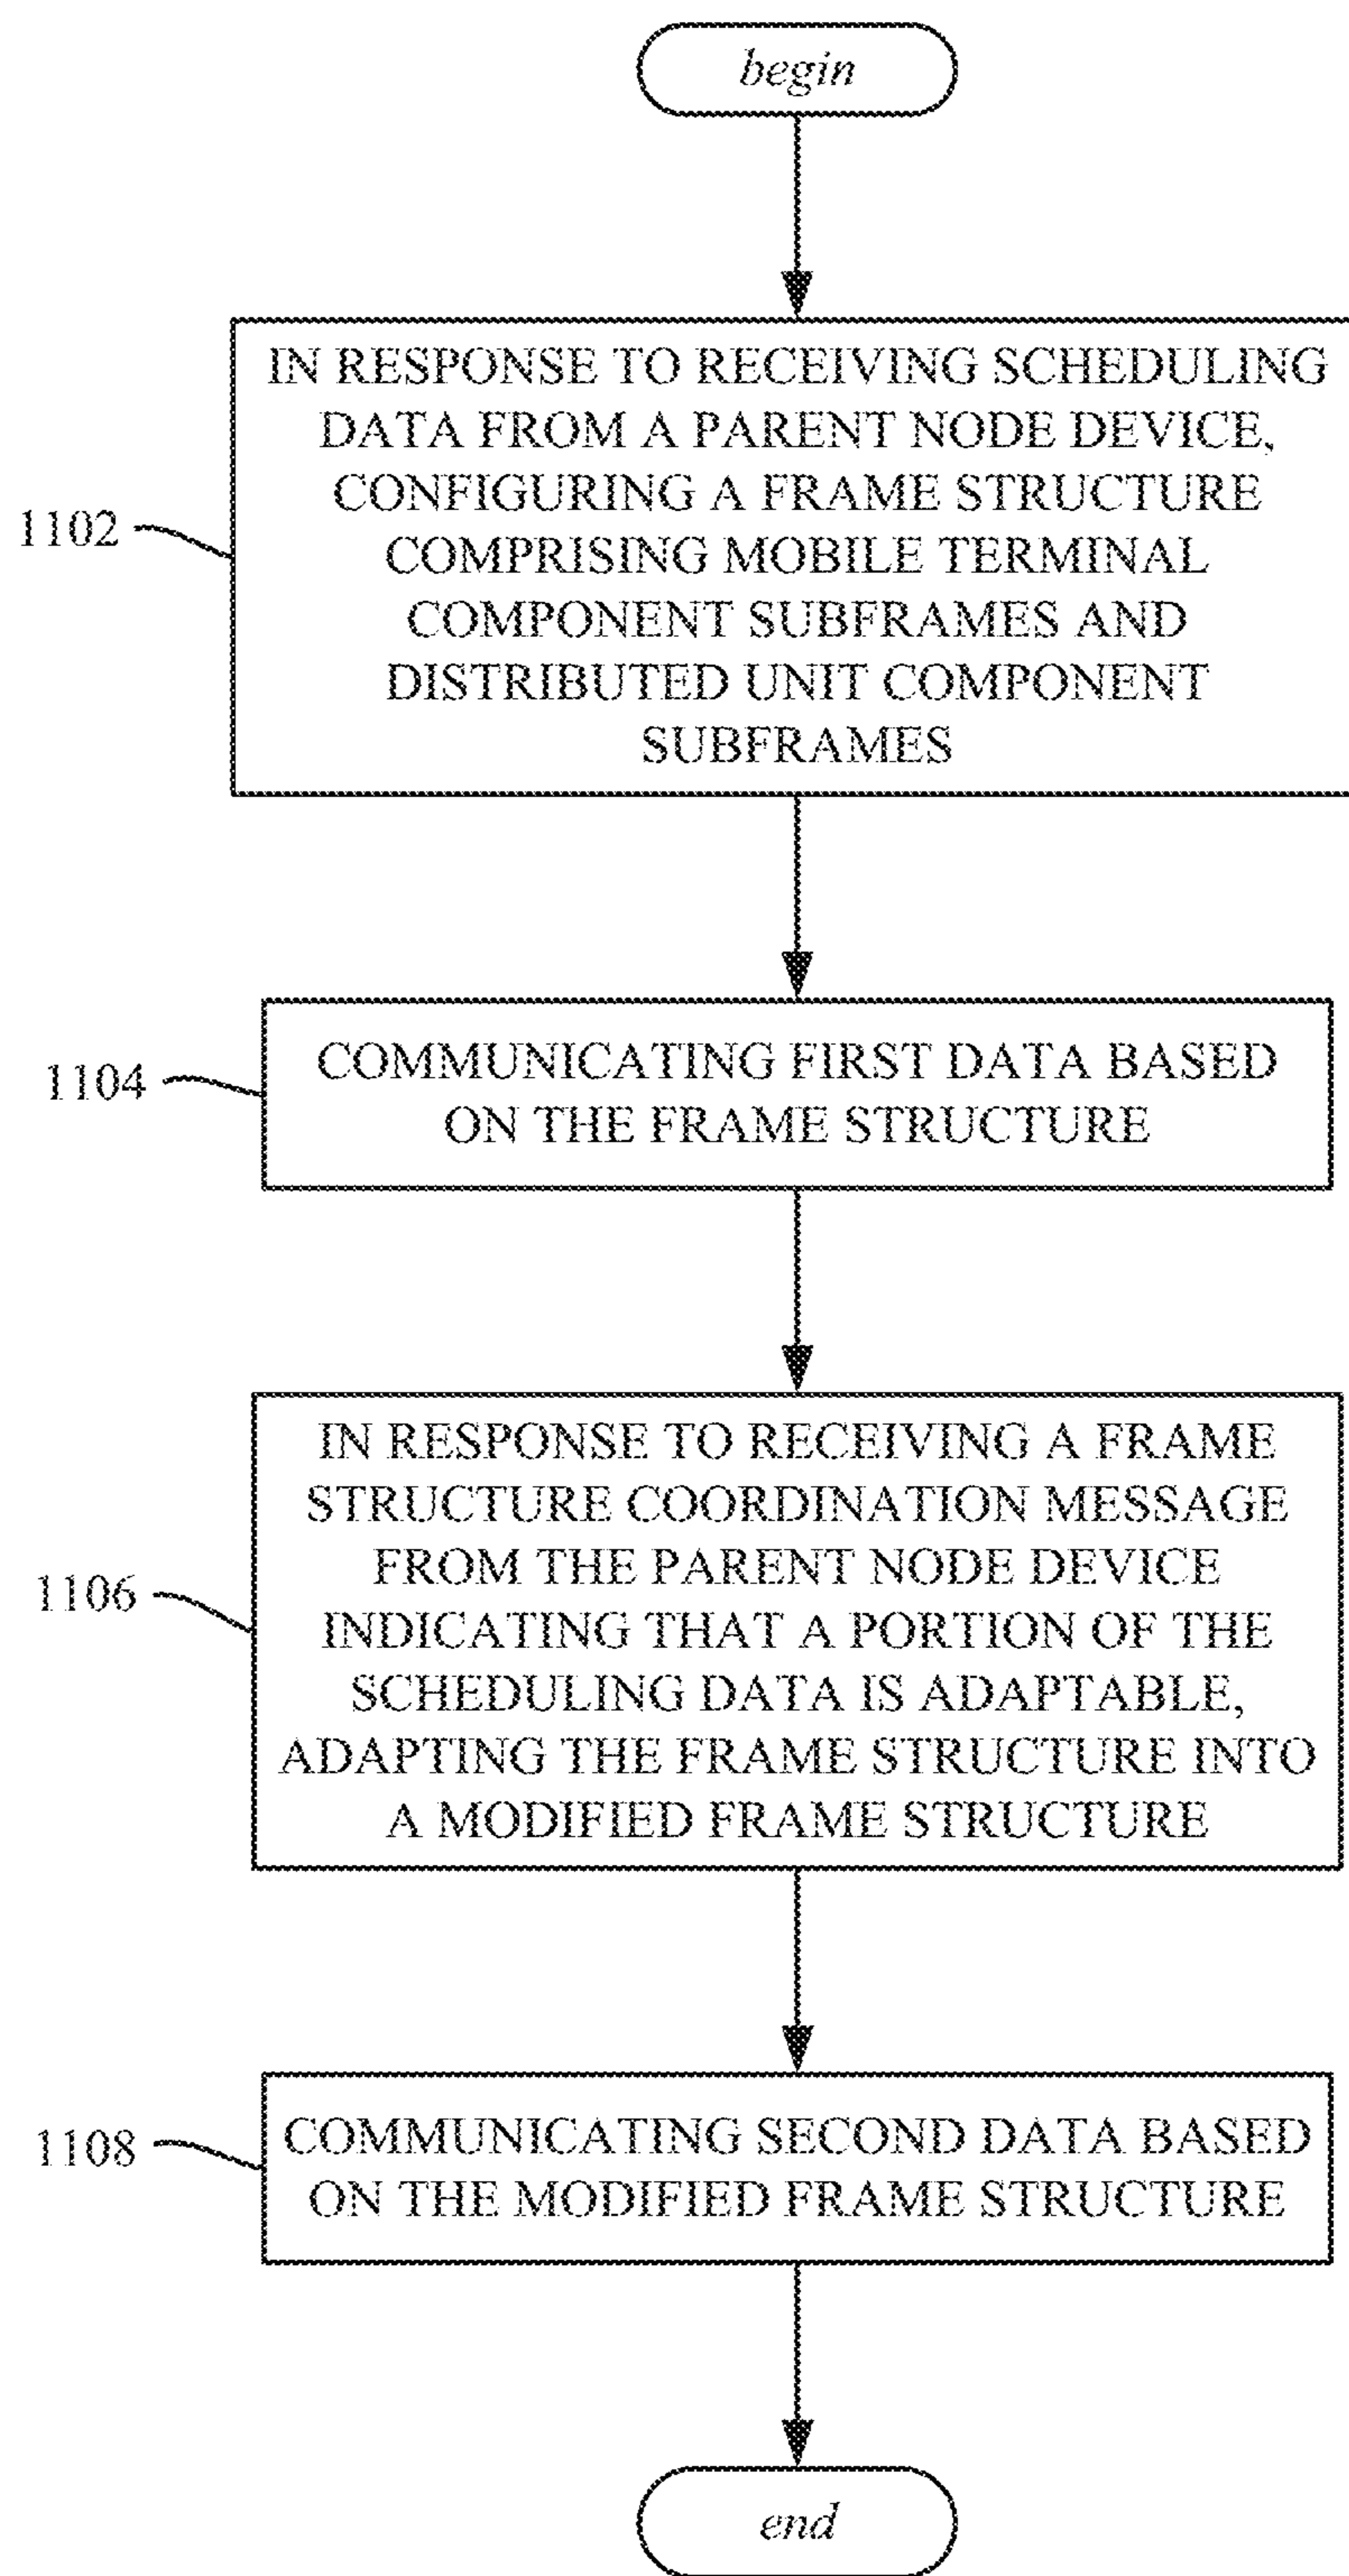 begin
IN RESPONSE TO RECEIVING SCHEDULING
DATA FROM A PARENT NODE DEVICE,
CONFIGURING A FRAME STRUCTURE
COMPRISING MOBILE TERMINAL
COMPONENT SUBFRAMES AND
DISTRIBUTED UNIT COMPONENT
SUBFRAMES
1102
COMMUNICATING FIRST DATA BASED
ON THE FRAME STRUCTURE
1104
IN RESPONSE TO RECEIVING A FRAME
STRUCTURE COORDINATION MESSAGE
FROM THE PARENT NODE DEVICE
INDICATING THAT A PORTION OF THE
SCHEDULING DATA IS ADAPTABLE,
ADAPTING THE FRAME STRUCTURE INTO
A MODIFIED FRAME STRUCTURE
1106
COMMUNICATING SECOND DATA BASED
ON THE MODIFIED FRAME STRUCTURE
1108
end